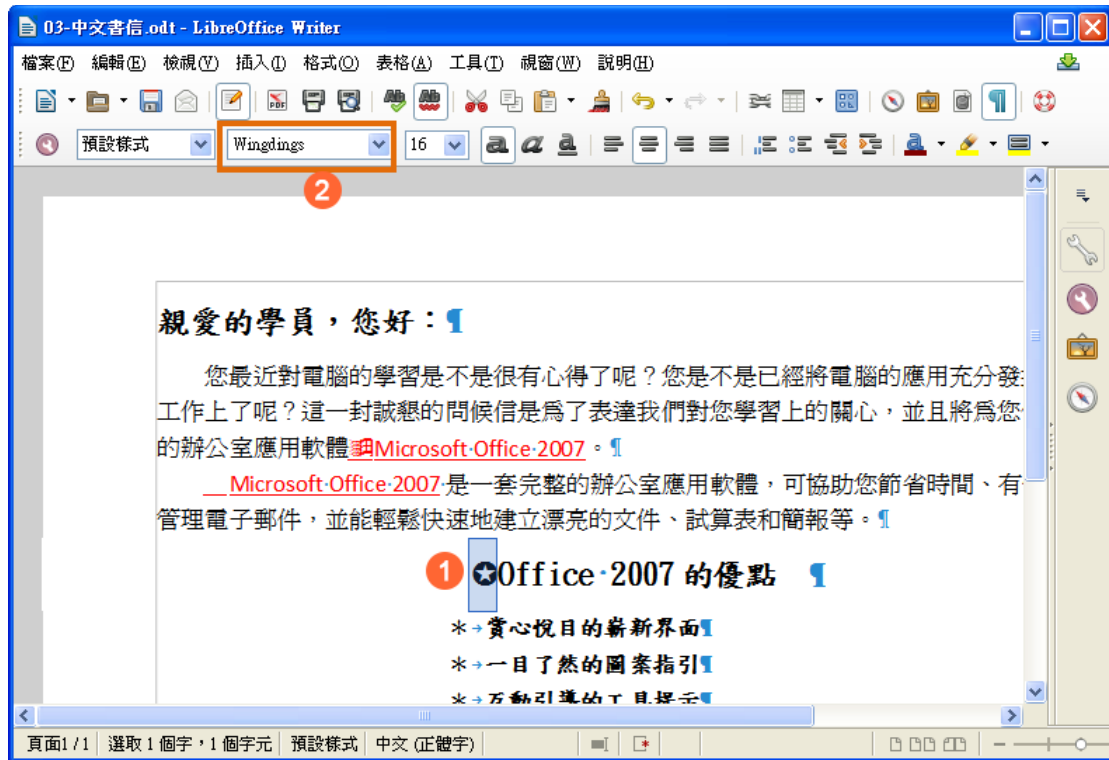 03-中文書信.odt - LibreOffice Writer
檔案(F) 編輯(E) 檢視(V) 插入(I) 格式(O) 表格(A) 工具(T) 視窗(W) 說明(H)
預設樣式 Wingdings 16
2
親愛的學員，您好：¶
您最近對電腦的學習是不是很有心得了呢？您是不是已經將電腦的應用充分發
工作上了呢？這一封誠懇的問候信是為了表達我們對您學習上的關心，並且將為您
的辦公室應用軟體Microsoft·Office·2007。¶
Microsoft·Office·2007·是一套完整的辦公室應用軟體，可協助您節省時間、有
管理電子郵件，並能輕鬆快速地建立漂亮的文件、試算表和簡報等。¶
1 ✪Office·2007 的優點 ¶
＊→賞心悅目的嶄新界面¶
＊→一目了然的圖案指引¶
＊→互動引導的工具提示¶
頁面1 / 1 選取 1 個字，1 個字元 預設樣式 中文 (正體字)